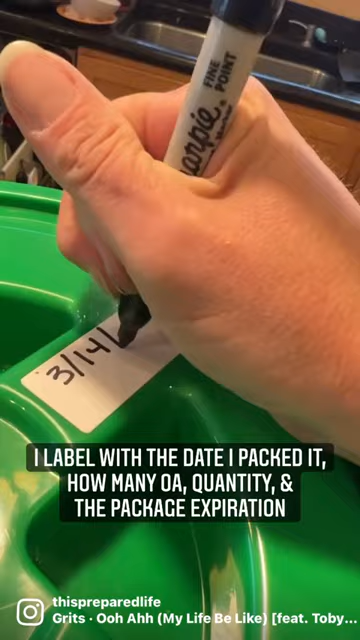 Sharpie
FINE
POINT
3/14/
I LABEL WITH THE DATE I PACKED IT,
HOW MANY OA, QUANTITY, &
THE PACKAGE EXPIRATION
thispreparedlife
Grits · Ooh Ahh (My Life Be Like) [feat. Toby...